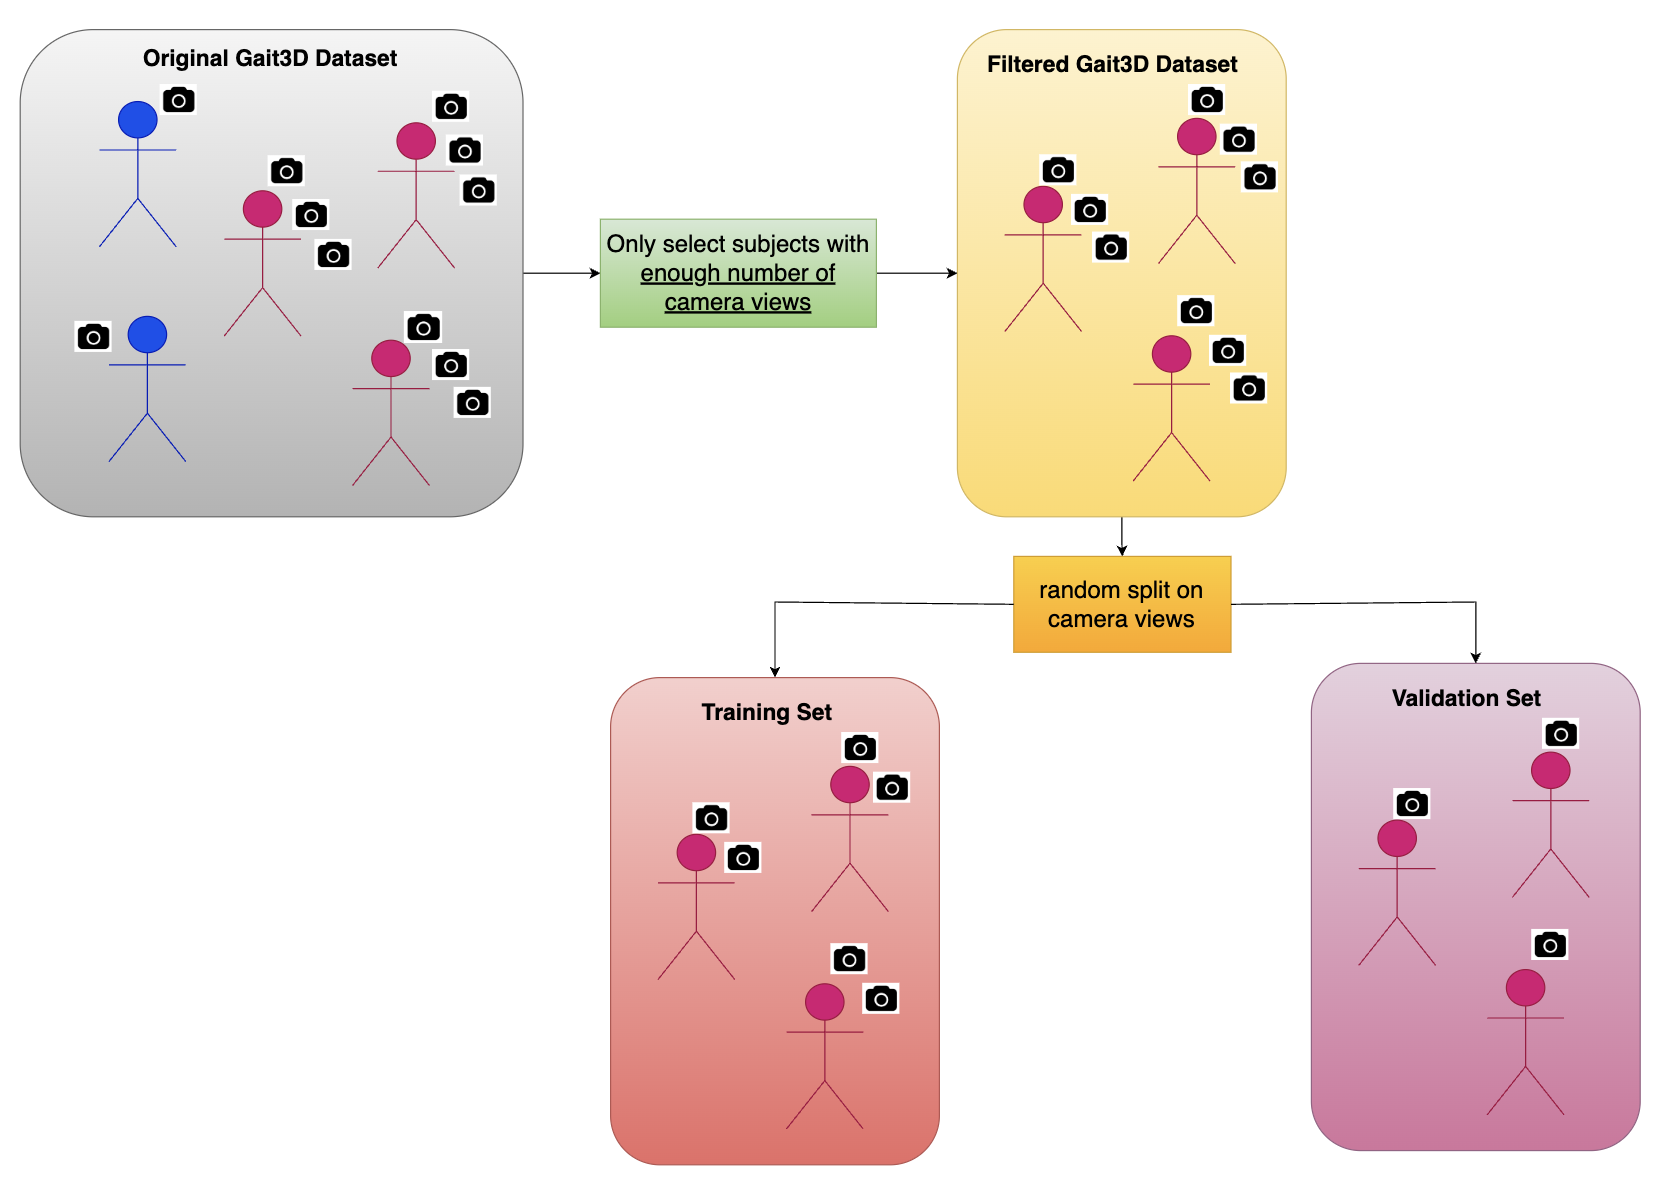 Original Gait3D Dataset
Only select subjects with
enough number of
camera views
Filtered Gait3D Dataset
random split on
camera views
Training Set
Validation Set